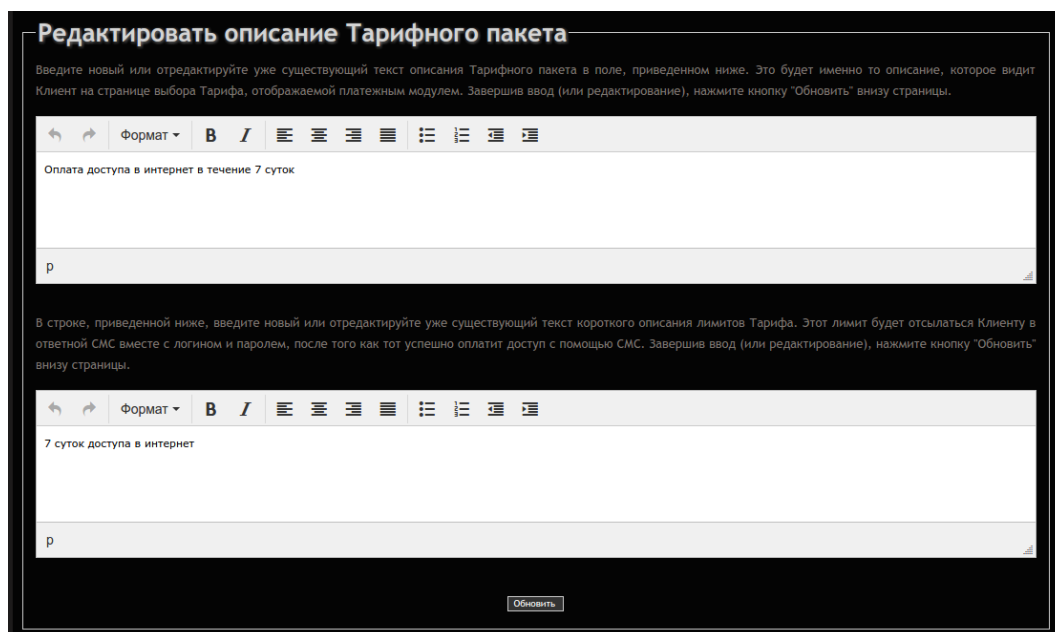 Редактировать описание Тарифного пакета
Введите новый или отредактируйте уже существующий текст описания Тарифного пакета в поле, приведенном ниже. Это будет именно то описание, которое видит
Клиент на странице выбора Тарифа, отображаемой платежным модулем. Завершив ввод (или редактирование), нажмите кнопку "Обновить" внизу страницы.
Формат B I
Оплата доступа в интернет в течение 7 суток
p
В строке, приведенной ниже, введите новый или отредактируйте уже существующий текст короткого описания лимитов Тарифа. Этот лимит будет отсылаться Клиенту в
ответной СМС вместе с логином и паролем, после того как тот успешно оплатит доступ с помощью СМС. Завершив ввод (или редактирование), нажмите кнопку "Обновить"
внизу страницы.
Формат B I
7 суток доступа в интернет
p
Обновить